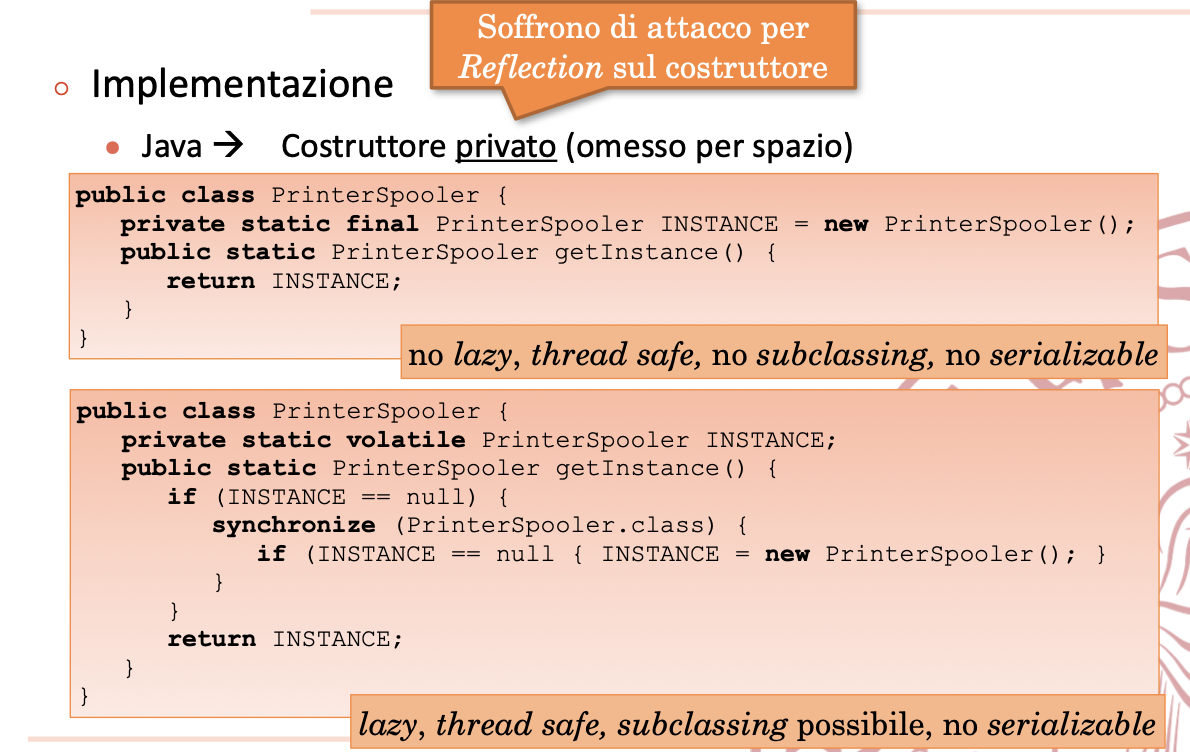 Soffrono di attacco per
Reflection sul costruttore
Implementazione
Java → Costruttore privato (omesso per spazio)
public class PrinterSpooler {
private static final PrinterSpooler INSTANCE = new PrinterSpooler();
public static PrinterSpooler getInstance() {
return INSTANCE;
}
}
no lazy, thread safe, no subclassing, no serializable
public class PrinterSpooler {
private static volatile PrinterSpooler INSTANCE;
public static PrinterSpooler getInstance() {
if (INSTANCE == null) {
synchronize (PrinterSpooler.class) {
if (INSTANCE == null { INSTANCE = new PrinterSpooler(); }
}
}
return INSTANCE;
}
}
lazy, thread safe, subclassing possibile, no serializable